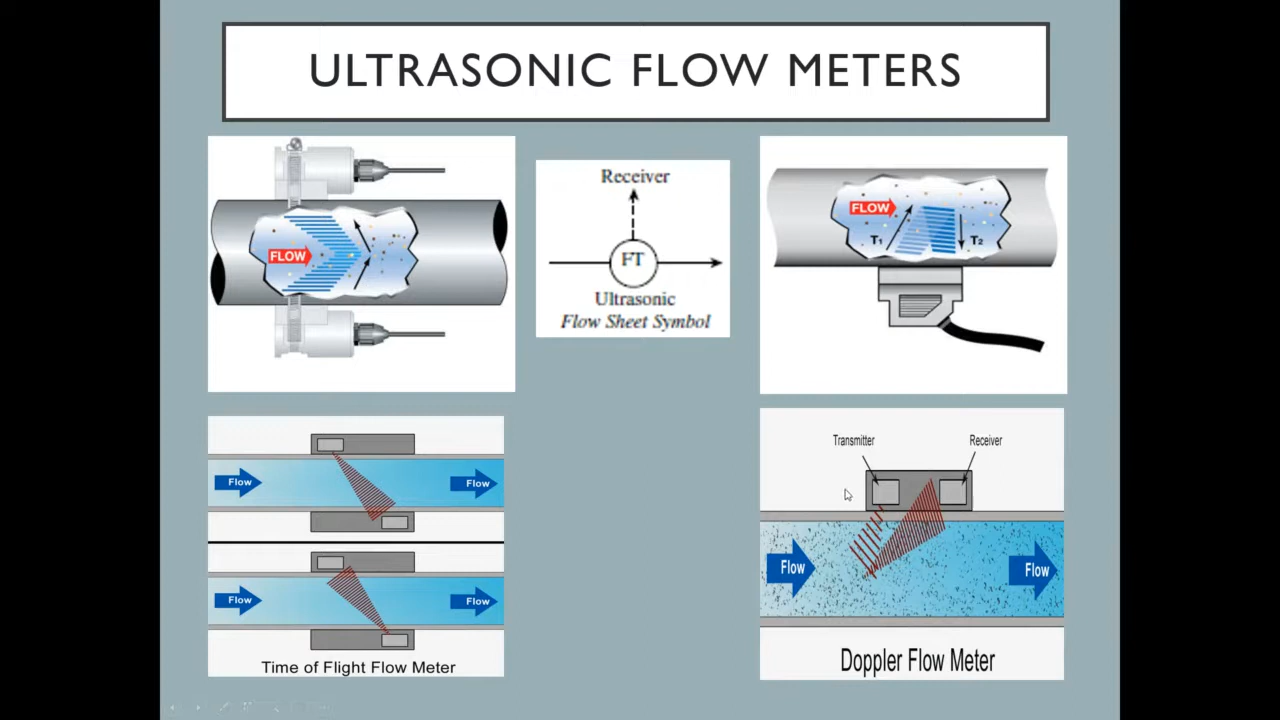 ULTRASONIC FLOW METERS
FLOW
Receiver
FT
Ultrasonic
Flow Sheet Symbol
FLOW
T1
T2
Flow
Flow
Flow
Flow
Time of Flight Flow Meter
Transmitter
Receiver
Flow
Flow
Doppler Flow Meter